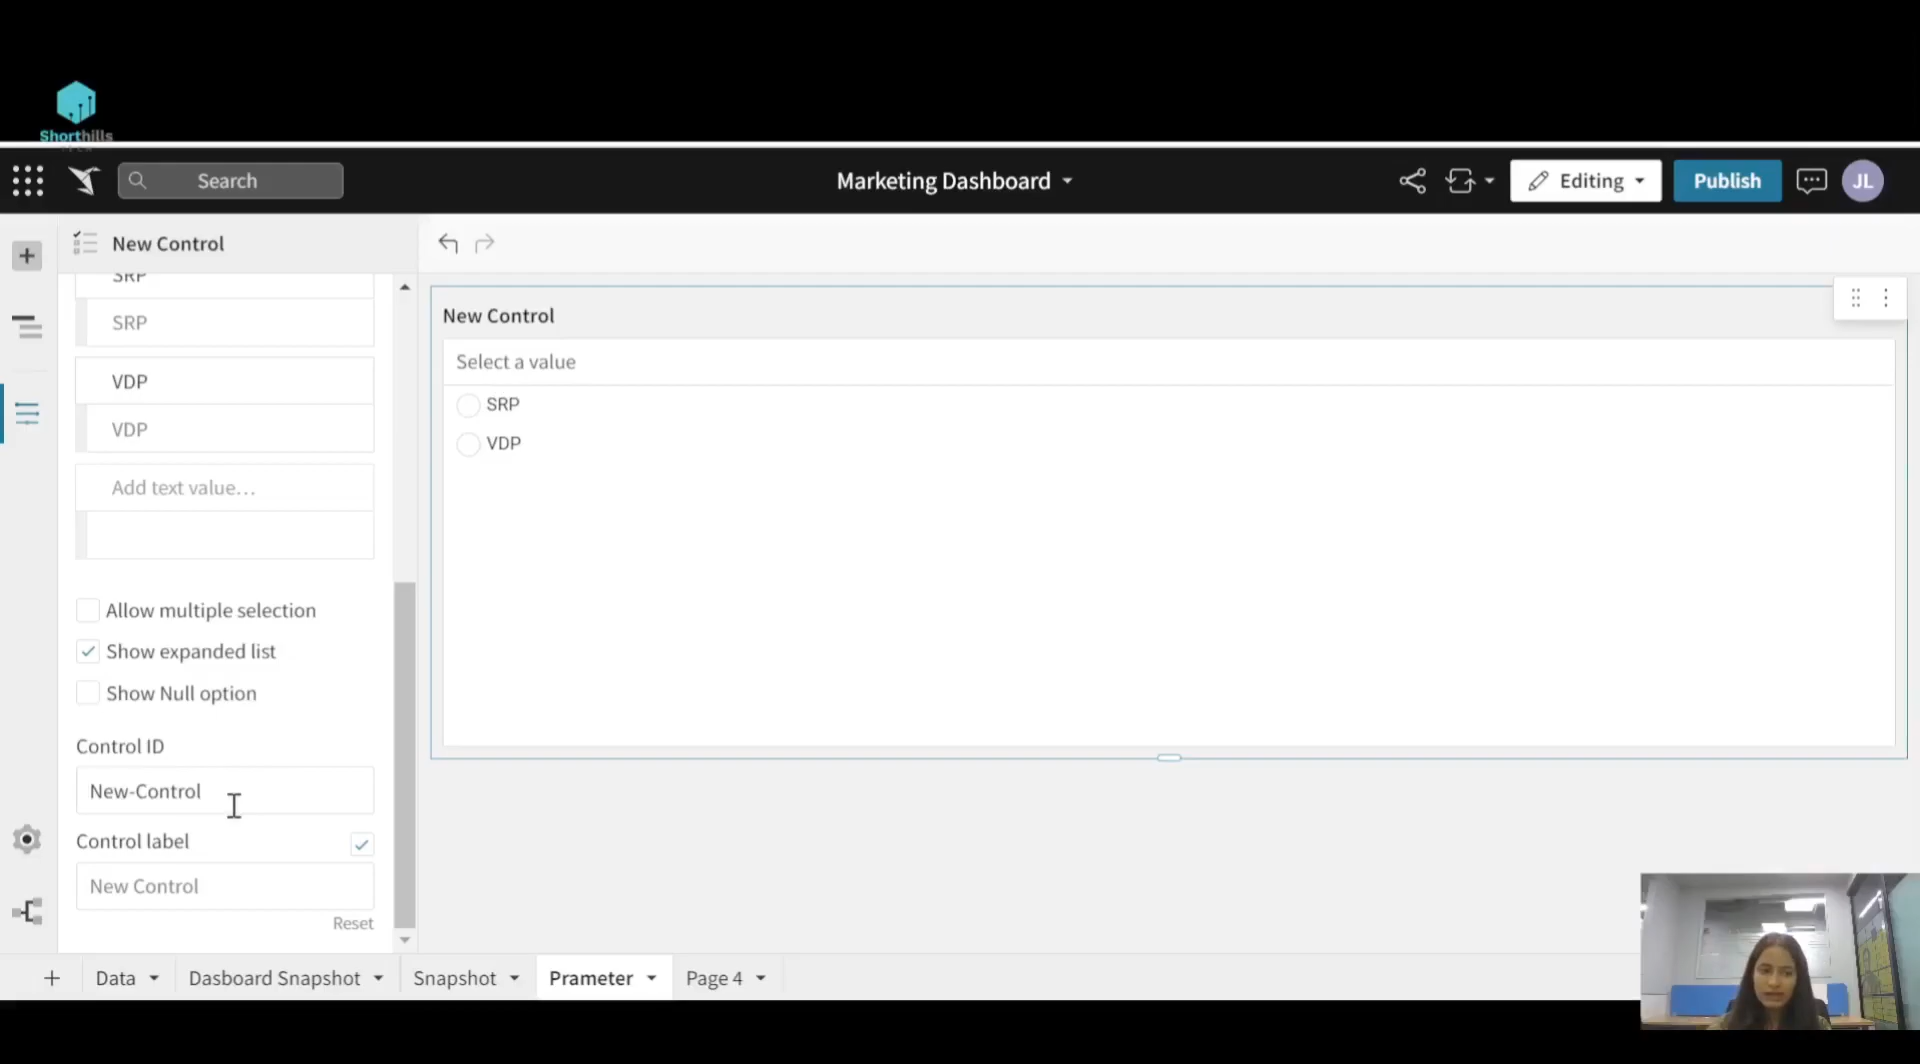 Shorthills
Search
Marketing Dashboard
Editing
Publish
JL
New Control
SRP
SRP
VDP
VDP
Add text value...
Allow multiple selection
Show expanded list
Show Null option
Control ID
New-Control
Control label
New Control
Reset
New Control
Select a value
SRP
VDP
Data
Dasboard Snapshot
Snapshot
Prameter
Page 4